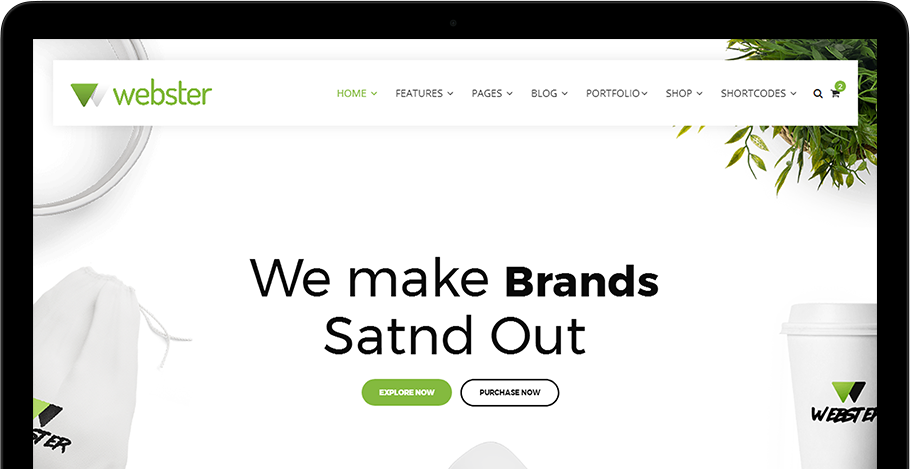 webster
HOME FEATURES PAGES BLOG PORTFOLIO SHOP SHORTCODES 2
We make Brands
Satnd Out
EXPLORE NOW PURCHASE NOW
STER
WEBSTER